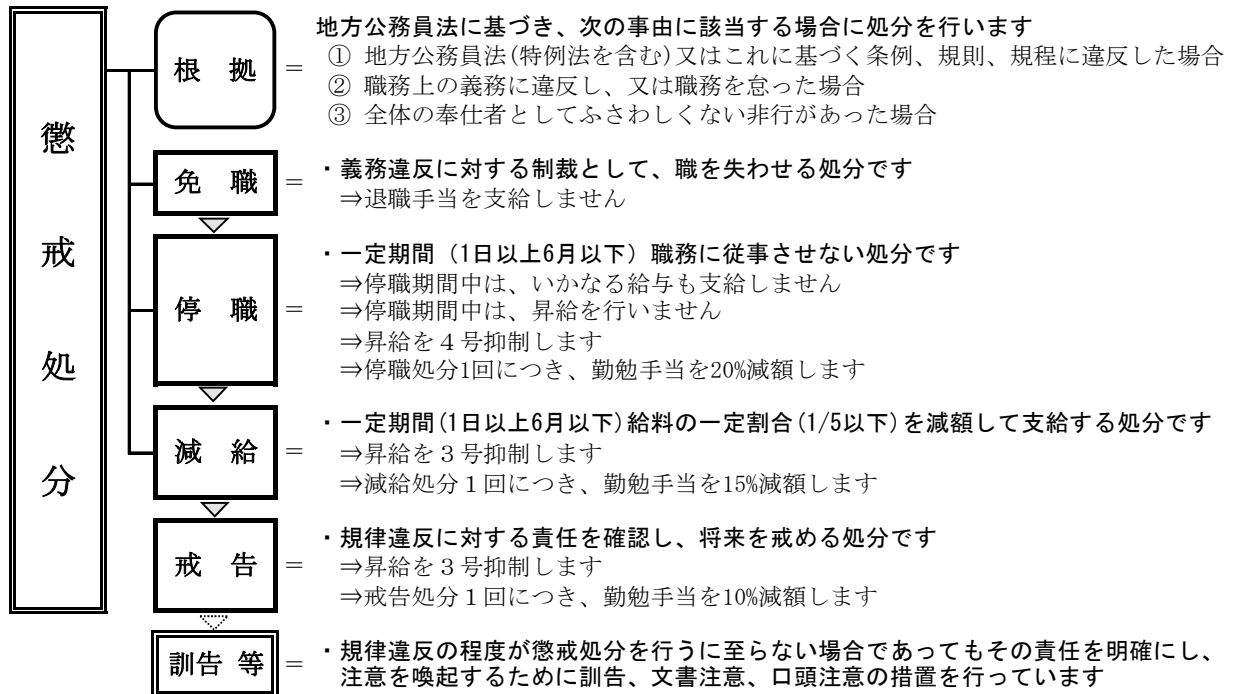 懲戒処分
根拠 = 地方公務員法に基づき、次の事由に該当する場合に処分を行います
① 地方公務員法(特例法を含む)又はこれに基づく条例、規則、規程に違反した場合
② 職務上の義務に違反し、又は職務を怠った場合
③ 全体の奉仕者としてふさわしくない非行があった場合
免職 = ・義務違反に対する制裁として、職を失わせる処分です
⇒退職手当を支給しません
停職 = ・一定期間（1日以上6月以下）職務に従事させない処分です
⇒停職期間中は、いかなる給与も支給しません
⇒停職期間中は、昇給を行いません
⇒昇給を４号抑制します
⇒停職処分1回につき、勤勉手当を20%減額します
減給 = ・一定期間(1日以上6月以下)給料の一定割合(1/5以下)を減額して支給する処分です
⇒昇給を３号抑制します
⇒減給処分１回につき、勤勉手当を15%減額します
戒告 = ・規律違反に対する責任を確認し、将来を戒める処分です
⇒昇給を３号抑制します
⇒戒告処分１回につき、勤勉手当を10%減額します
訓告等 = ・規律違反の程度が懲戒処分を行うに至らない場合であってもその責任を明確にし、
注意を喚起するために訓告、文書注意、口頭注意の措置を行っています